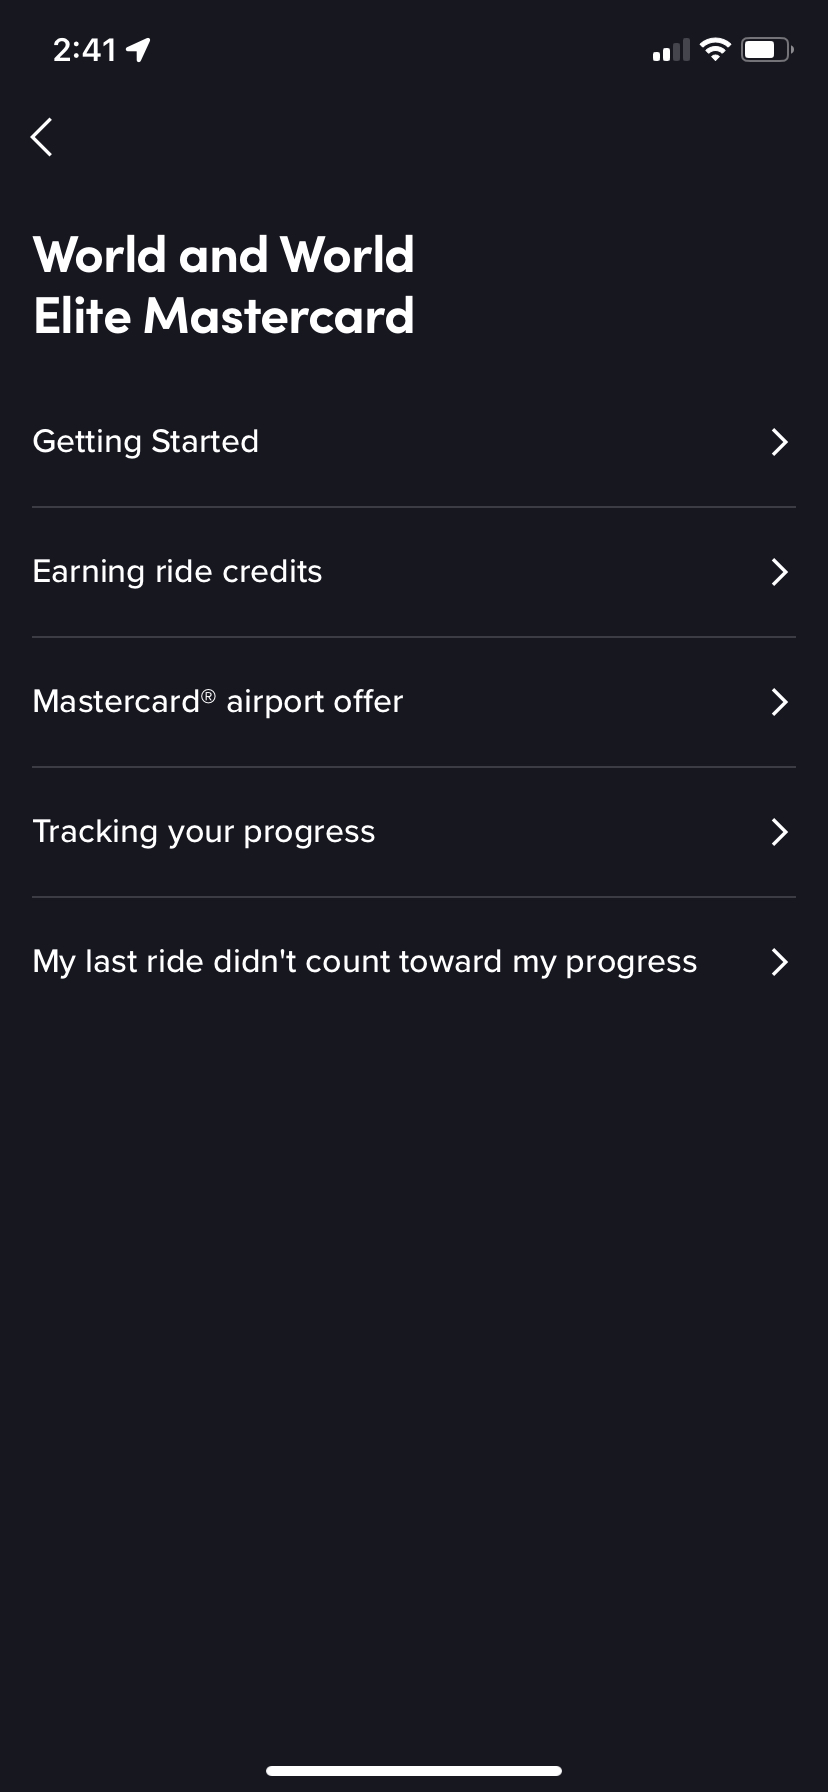 2:41
World and World
Elite Mastercard
Getting Started
Earning ride credits
Mastercard® airport offer
Tracking your progress
My last ride didn't count toward my progress